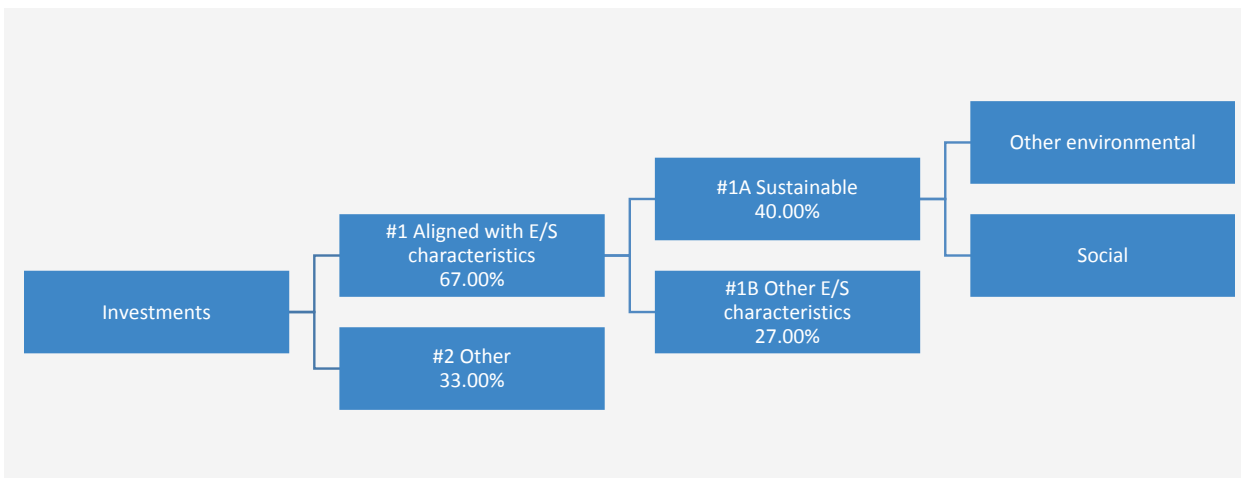 Investments
#1 Aligned with E/S
characteristics
67.00%
#2 Other
33.00%
#1A Sustainable
40.00%
#1B Other E/S
characteristics
27.00%
Other environmental
Social